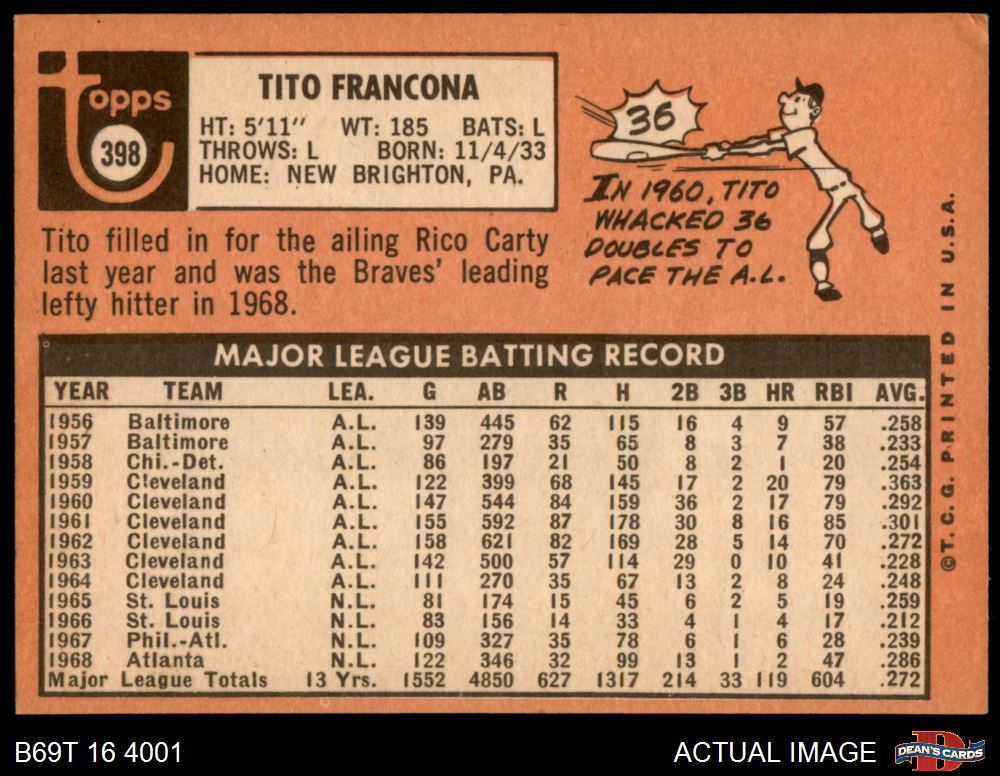 Topps
398
TITO FRANCONA
HT: 5'11" WT: 185 BATS: L
THROWS: L BORN: 11/4/33
HOME: NEW BRIGHTON, PA.
Tito filled in for the ailing Rico Carty
last year and was the Braves' leading
lefty hitter in 1968.
36
IN 1960, TITO
WHACKED 36
DOUBLES TO
PACE THE A.L.
MAJOR LEAGUE BATTING RECORD
YEAR TEAM LEA. G AB R H 2B 3B HR RBI AVG.
1956 Baltimore A.L. 139 445 62 115 16 4 9 57 .258
1957 Baltimore A.L. 97 279 35 65 8 3 7 38 .233
1958 Chi.-Det. A.L. 86 197 21 50 8 2 1 20 .254
1959 Cleveland A.L. 122 399 68 145 17 2 20 79 .363
1960 Cleveland A.L. 147 544 84 159 36 2 17 79 .292
1961 Cleveland A.L. 155 592 87 178 30 8 16 85 .301
1962 Cleveland A.L. 158 621 82 169 28 5 14 70 .272
1963 Cleveland A.L. 142 500 57 114 29 0 10 41 .228
1964 Cleveland A.L. 111 270 35 67 13 2 8 24 .248
1965 St. Louis N.L. 81 174 15 45 6 2 5 19 .259
1966 St. Louis N.L. 83 156 14 33 4 1 4 17 .212
1967 Phil.-Atl. N.L. 109 327 35 78 6 1 6 28 .239
1968 Atlanta N.L. 122 346 32 99 13 1 2 47 .286
Major League Totals 13 Yrs. 1552 4850 627 1317 214 33 119 604 .272
©T.C.G. PRINTED IN U.S.A.
B69T 16 4001
ACTUAL IMAGE
D
DEAN'S CARDS